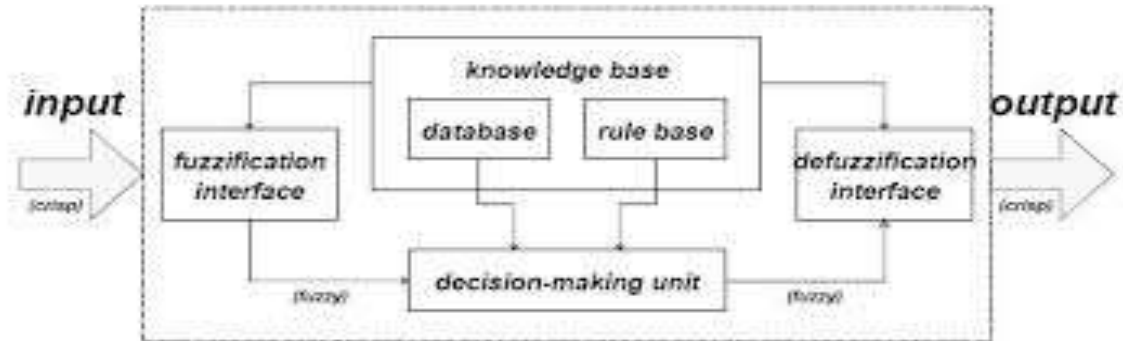 knowledge base
input
output
database
rule base
fuzzification
interface
defuzzification
interface
(crisp)
(crisp)
decision-making unit
(fuzzy)
(fuzzy)